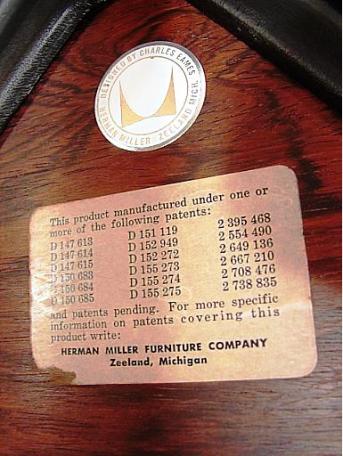 DESIGNED BY CHARLES EAMES
HERMAN MILLER ZEELAND MICH.
This product manufactured under one or
more of the following patents:
D 147 613 D 151 119 2 395 468
D 147 614 D 152 949 2 554 490
D 147 615 D 152 272 2 649 136
D 150 683 D 155 273 2 667 210
D 150 684 D 155 274 2 708 476
D 150 685 D 155 275 2 738 835
and patents pending. For more specific
information on patents covering this
product write:
HERMAN MILLER FURNITURE COMPANY
Zeeland, Michigan